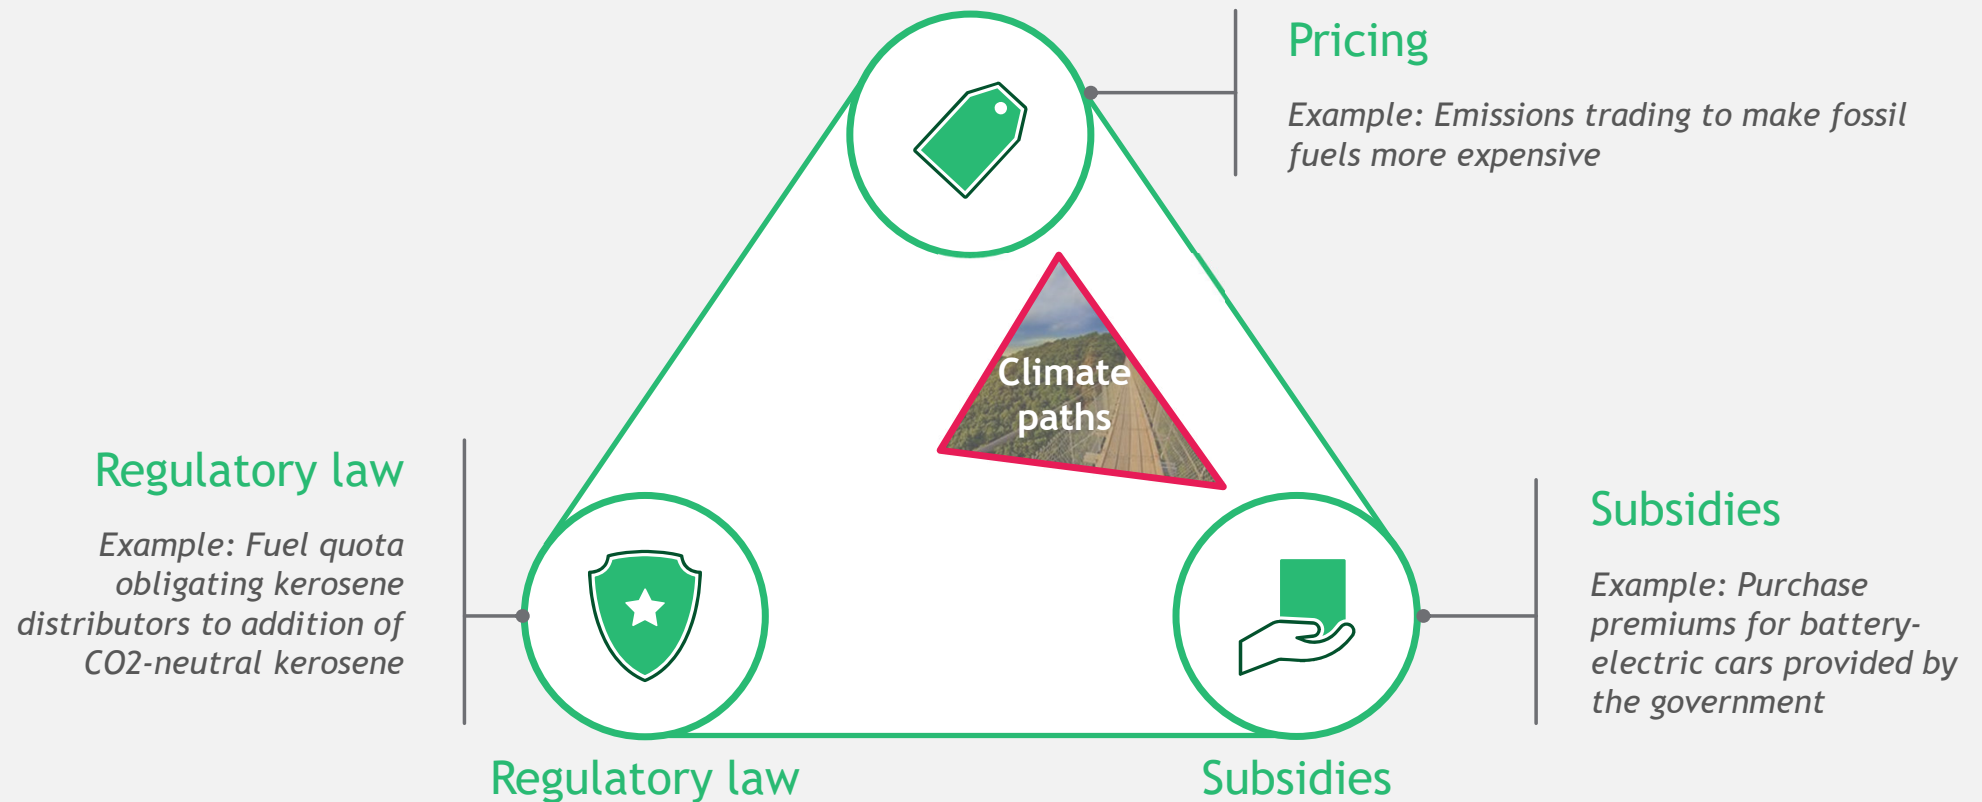 Pricing
Example: Emissions trading to make fossil
fuels more expensive
Climate
paths
Regulatory law
Example: Fuel quota
obligating kerosene
distributors to addition of
CO2-neutral kerosene
Subsidies
Example: Purchase
premiums for battery-
electric cars provided by
the government
Regulatory law
Subsidies